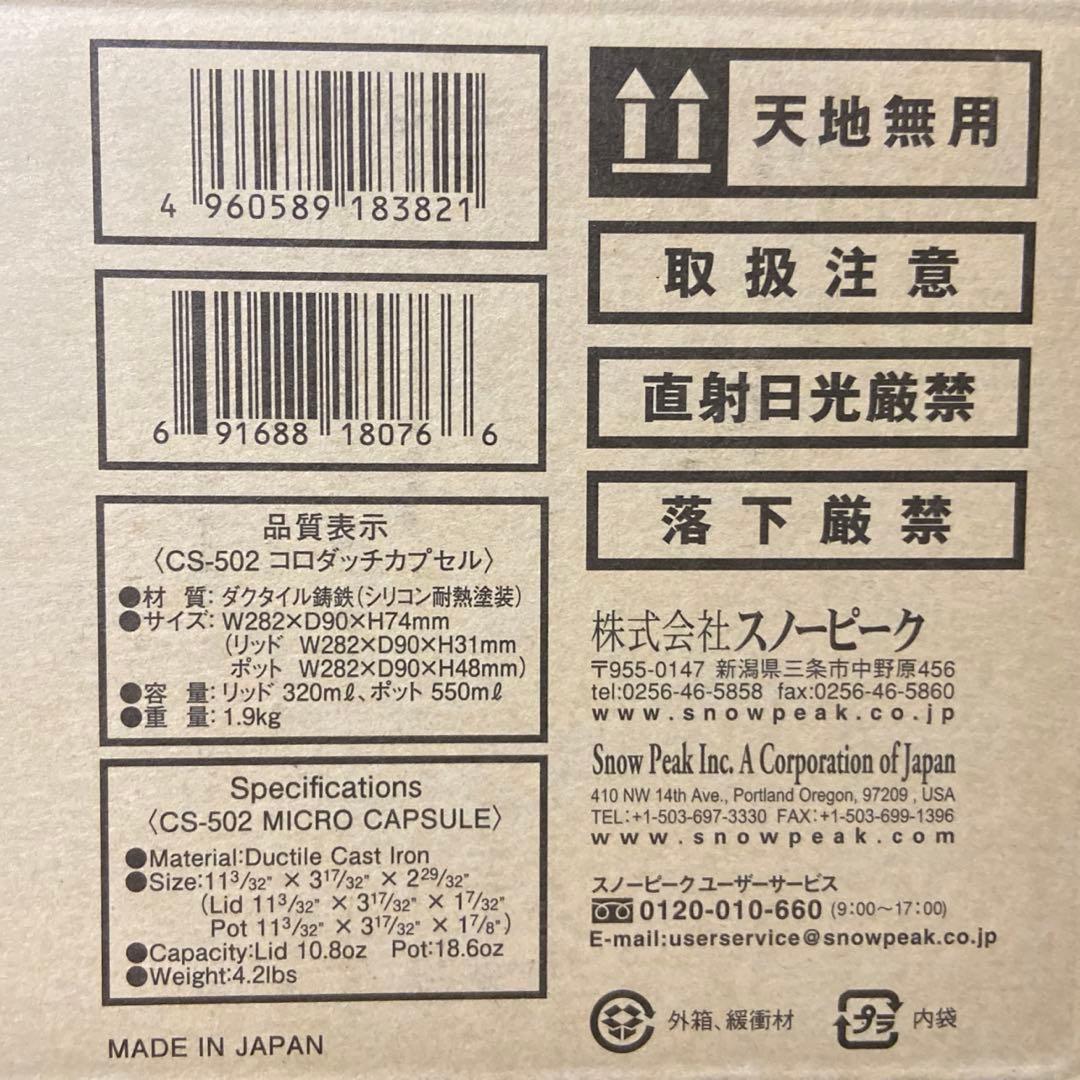 4 960589 183821
6 91688 18076 6
品質表示
〈CS-502 コロダッチカプセル〉
●材 質：ダクタイル鋳鉄（シリコン耐熱塗装）
●サイズ：W282×D90×H74mm
（リッド W282×D90×H31mm
ポット W282×D90×H48mm）
●容 量：リッド 320mℓ、ポット 550mℓ
●重 量：1.9kg
Specifications
〈CS-502 MICRO CAPSULE〉
●Material:Ductile Cast Iron
●Size:11 3/32" × 3 17/32" × 2 29/32"
(Lid 11 3/32" × 3 17/32" × 1 7/32"
Pot 11 3/32" × 3 17/32" × 1 7/8")
●Capacity:Lid 10.8oz Pot:18.6oz
●Weight:4.2lbs
MADE IN JAPAN
天地無用
取扱注意
直射日光厳禁
落下厳禁
株式会社スノーピーク
〒955-0147 新潟県三条市中野原456
tel:0256-46-5858 fax:0256-46-5860
www.snowpeak.co.jp
Snow Peak Inc. A Corporation of Japan
410 NW 14th Ave., Portland Oregon, 97209 , USA
TEL:+1-503-697-3330 FAX:+1-503-699-1396
www.snowpeak.com
スノーピークユーザーサービス
0120-010-660 (9:00～17:00)
E-mail:userservice@snowpeak.co.jp
外箱、緩衝材
プラ 内袋